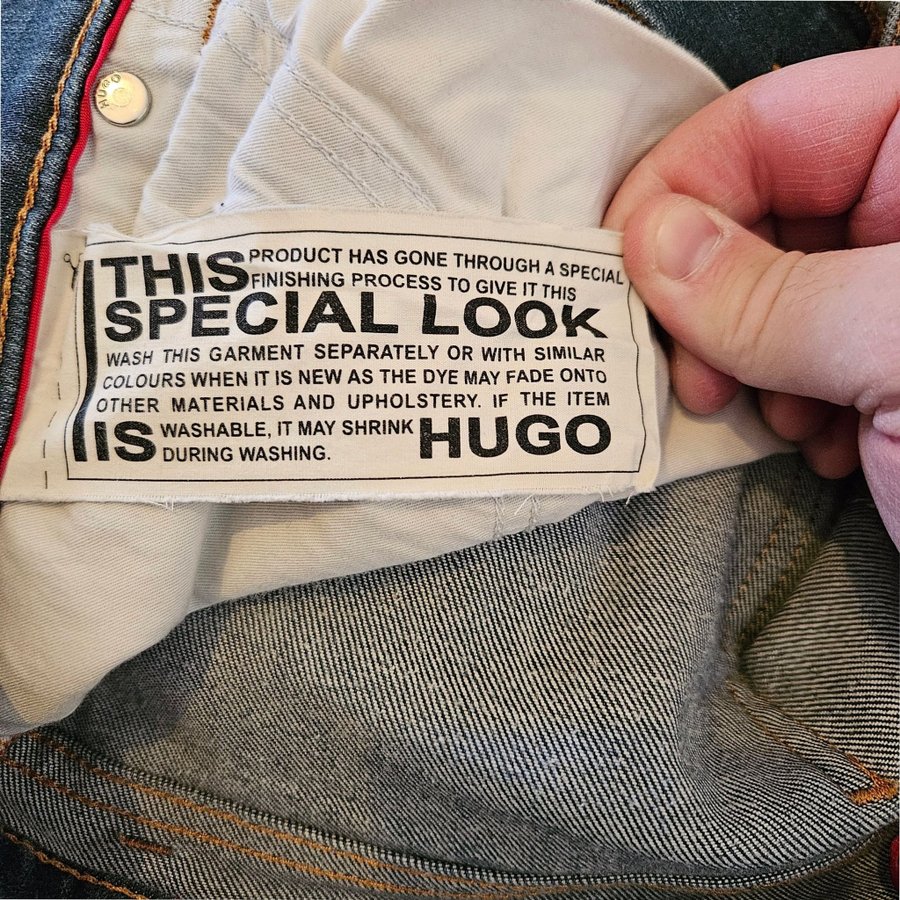 HUGO
THIS PRODUCT HAS GONE THROUGH A SPECIAL
FINISHING PROCESS TO GIVE IT THIS
SPECIAL LOOK
WASH THIS GARMENT SEPARATELY OR WITH SIMILAR
COLOURS WHEN IT IS NEW AS THE DYE MAY FADE ONTO
OTHER MATERIALS AND UPHOLSTERY. IF THE ITEM
IS WASHABLE, IT MAY SHRINK
DURING WASHING.
HUGO